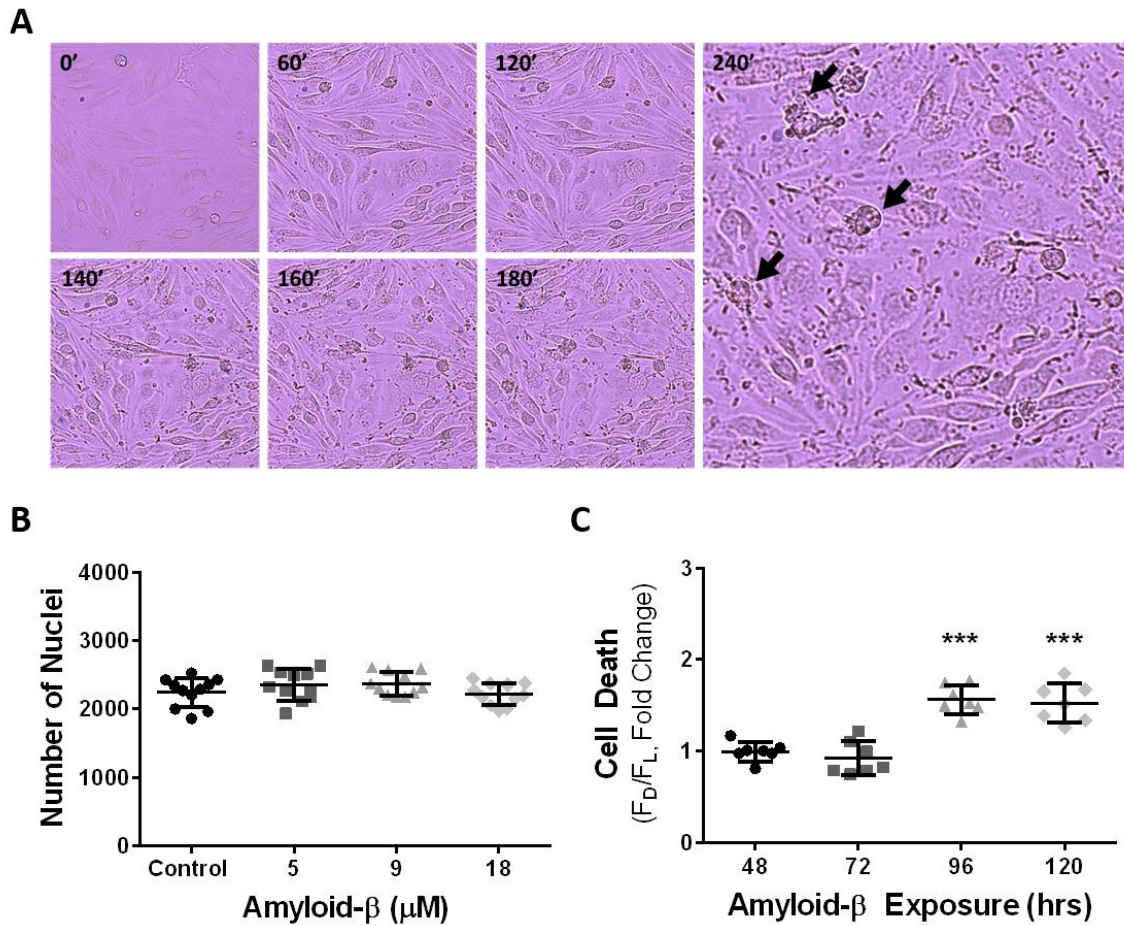 A
0’
60’
120’
240’
140’
160’
180’
B
Number of Nuclei
4000
3000
2000
1000
0
Control
5
9
18
Amyloid-β (μM)
C
Cell Death
(F_D/F_L, Fold Change)
3
2
1
0
***
***
48
72
96
120
Amyloid-β Exposure (hrs)